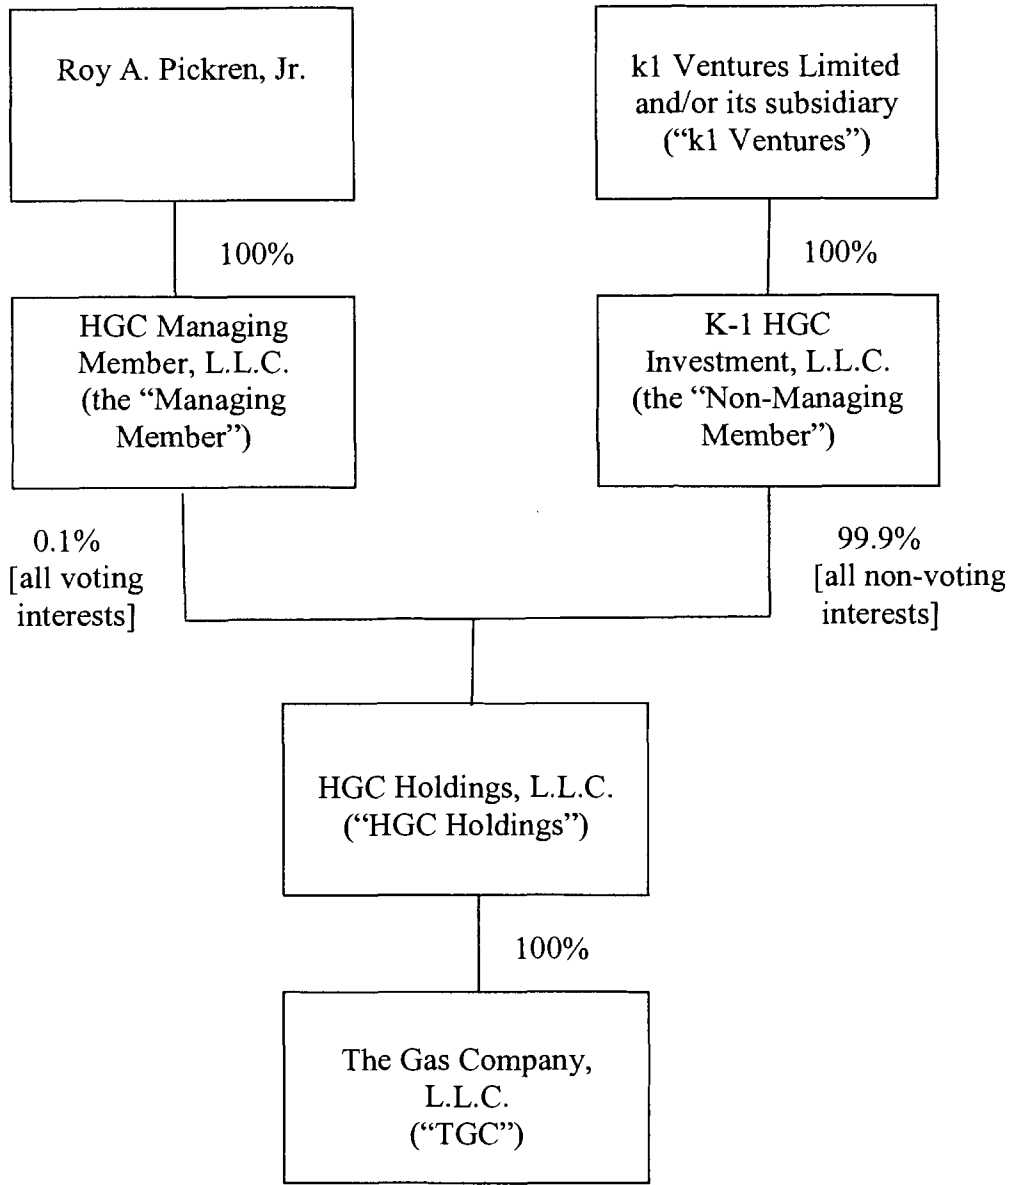 Roy A. Pickren, Jr.
k1 Ventures Limited
and/or its subsidiary
(“k1 Ventures”)
100%
100%
HGC Managing
Member, L.L.C.
(the “Managing
Member”)
K-1 HGC
Investment, L.L.C.
(the “Non-Managing
Member”)
0.1%
[all voting
interests]
99.9%
[all non-voting
interests]
HGC Holdings, L.L.C.
(“HGC Holdings”)
100%
The Gas Company,
L.L.C.
(“TGC”)